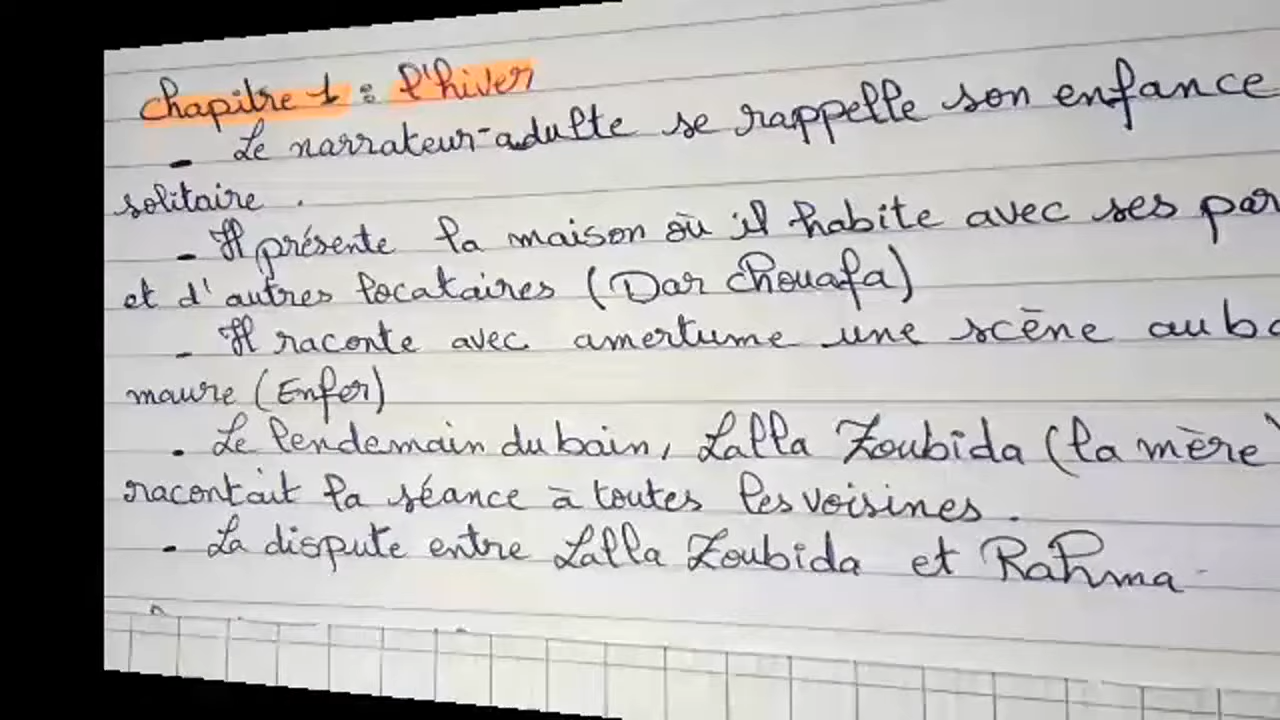 Chapitre 1 : l'hiver
- Le narrateur-adulte se rappelle son enfance
solitaire.
- Il présente la maison où il habite avec ses par
et d'autres locataires (Dar Chouafa)
- Il raconte avec amertume une scène au ba
maure (Enfer)
. Le lendemain du bain, Lalla Zoubida (la mère)
racontait la séance à toutes les voisines.
. La dispute entre Lalla Zoubida et Rahma